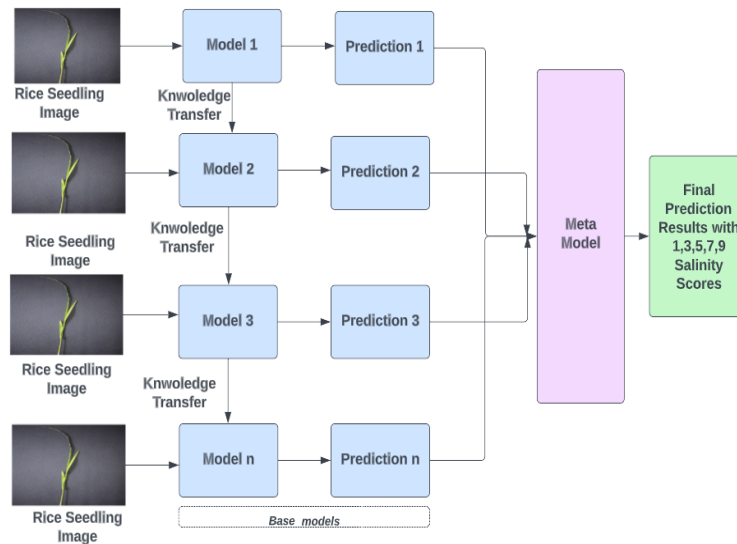 Model 1
Prediction 1
Rice Seedling
Image
Knwoledge
Transfer
Model 2
Prediction 2
Rice Seedling
Image
Knwoledge
Transfer
Model 3
Prediction 3
Rice Seedling
Image
Knwoledge
Transfer
Model n
Prediction n
Rice Seedling
Image
Base models
Meta
Model
Final
Prediction
Results with
1,3,5,7,9
Salinity
Scores